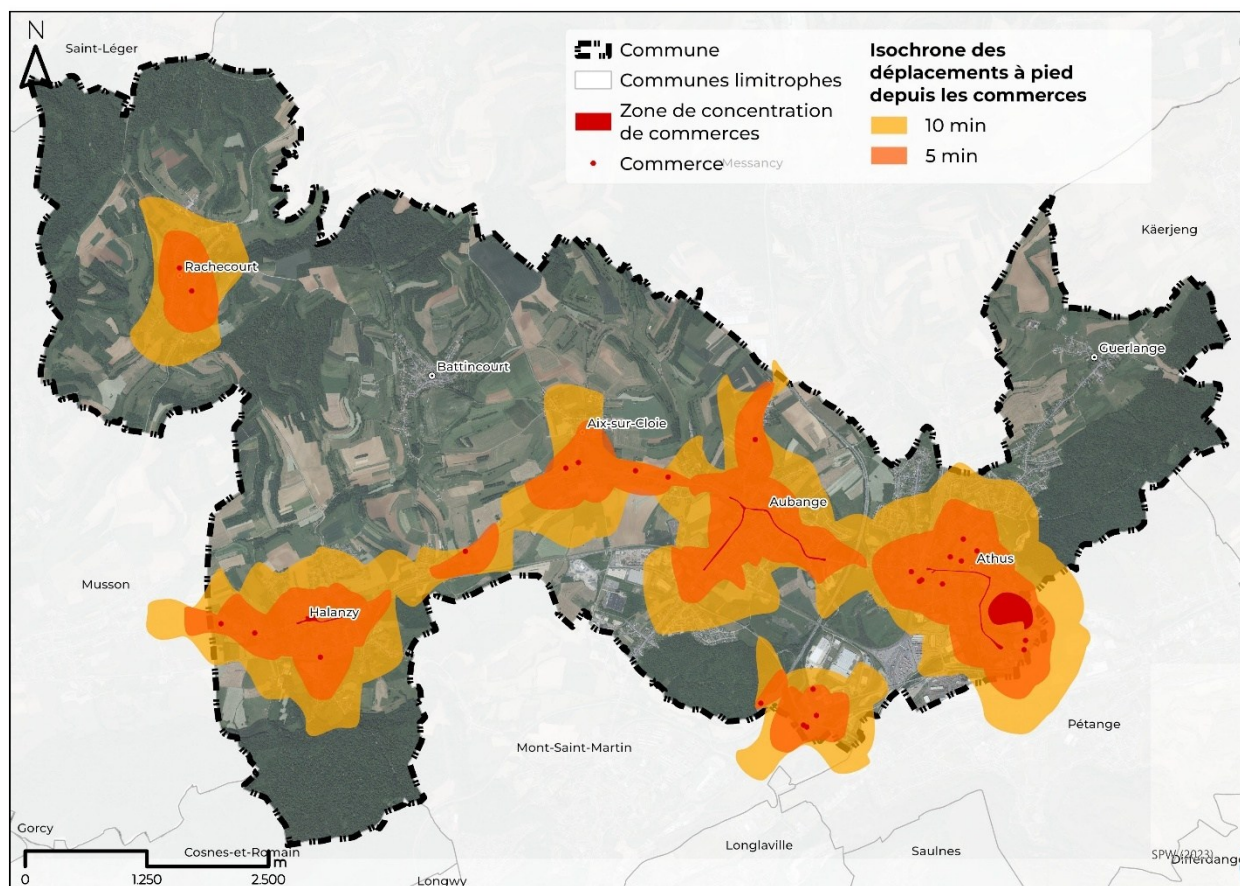 N
Saint-Léger
Commune
Communes limitrophes
Zone de concentration
de commerces
Commerce
Messancy
Isochrone des
déplacements à pied
depuis les commerces
10 min
5 min
Käerjeng
Rachecourt
Guerlange
Battincourt
Aix-sur-Cloie
Aubange
Athus
Musson
Halanzy
Pétange
Mont-Saint-Martin
Gorcy
Cosnes-et-Romain
Longlaville
Saulnes
SPW (2023)
Differdange
m
0
1.250
2.500
Longwy